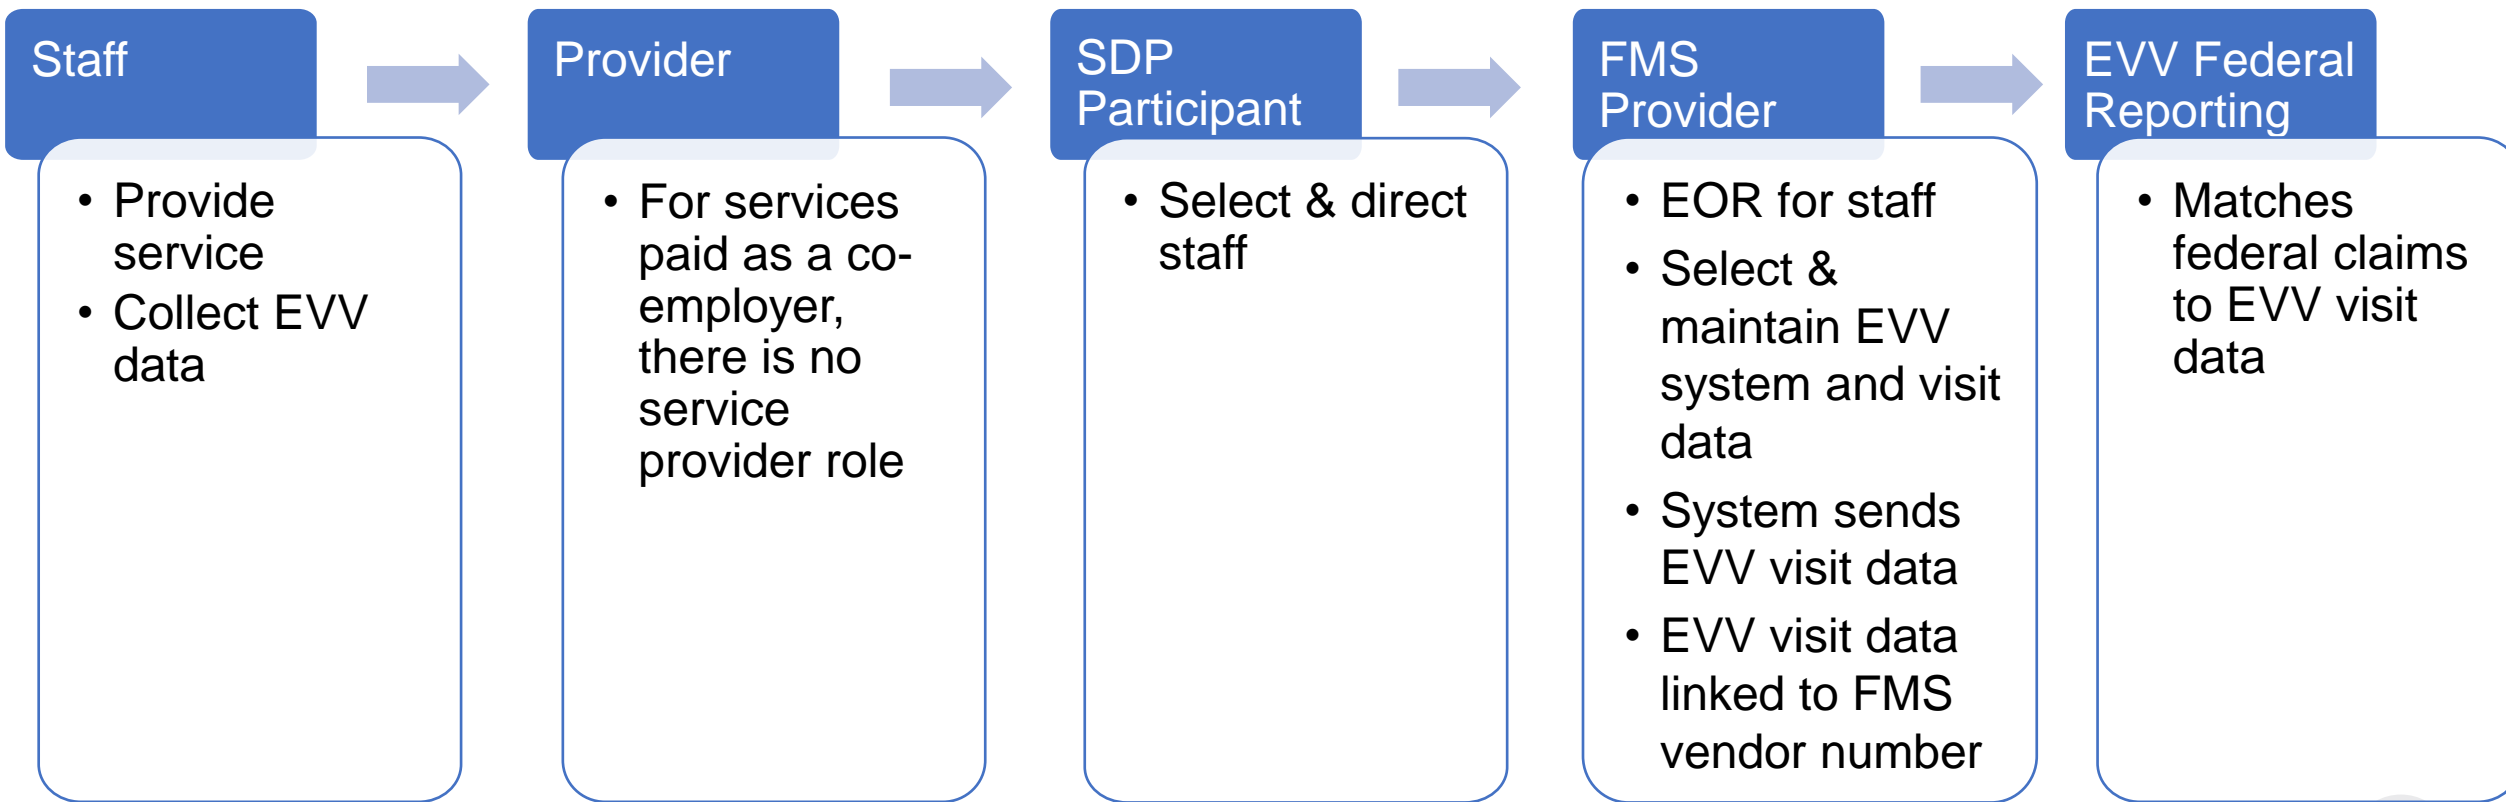 Staff
• Provide
service
• Collect EVV
data
Provider
• For services
paid as a co-
employer,
there is no
service
provider role
SDP
Participant
• Select & direct
staff
FMS
Provider
• EOR for staff
• Select &
maintain EVV
system and visit
data
• System sends
EVV visit data
• EVV visit data
linked to FMS
vendor number
EVV Federal
Reporting
• Matches
federal claims
to EVV visit
data